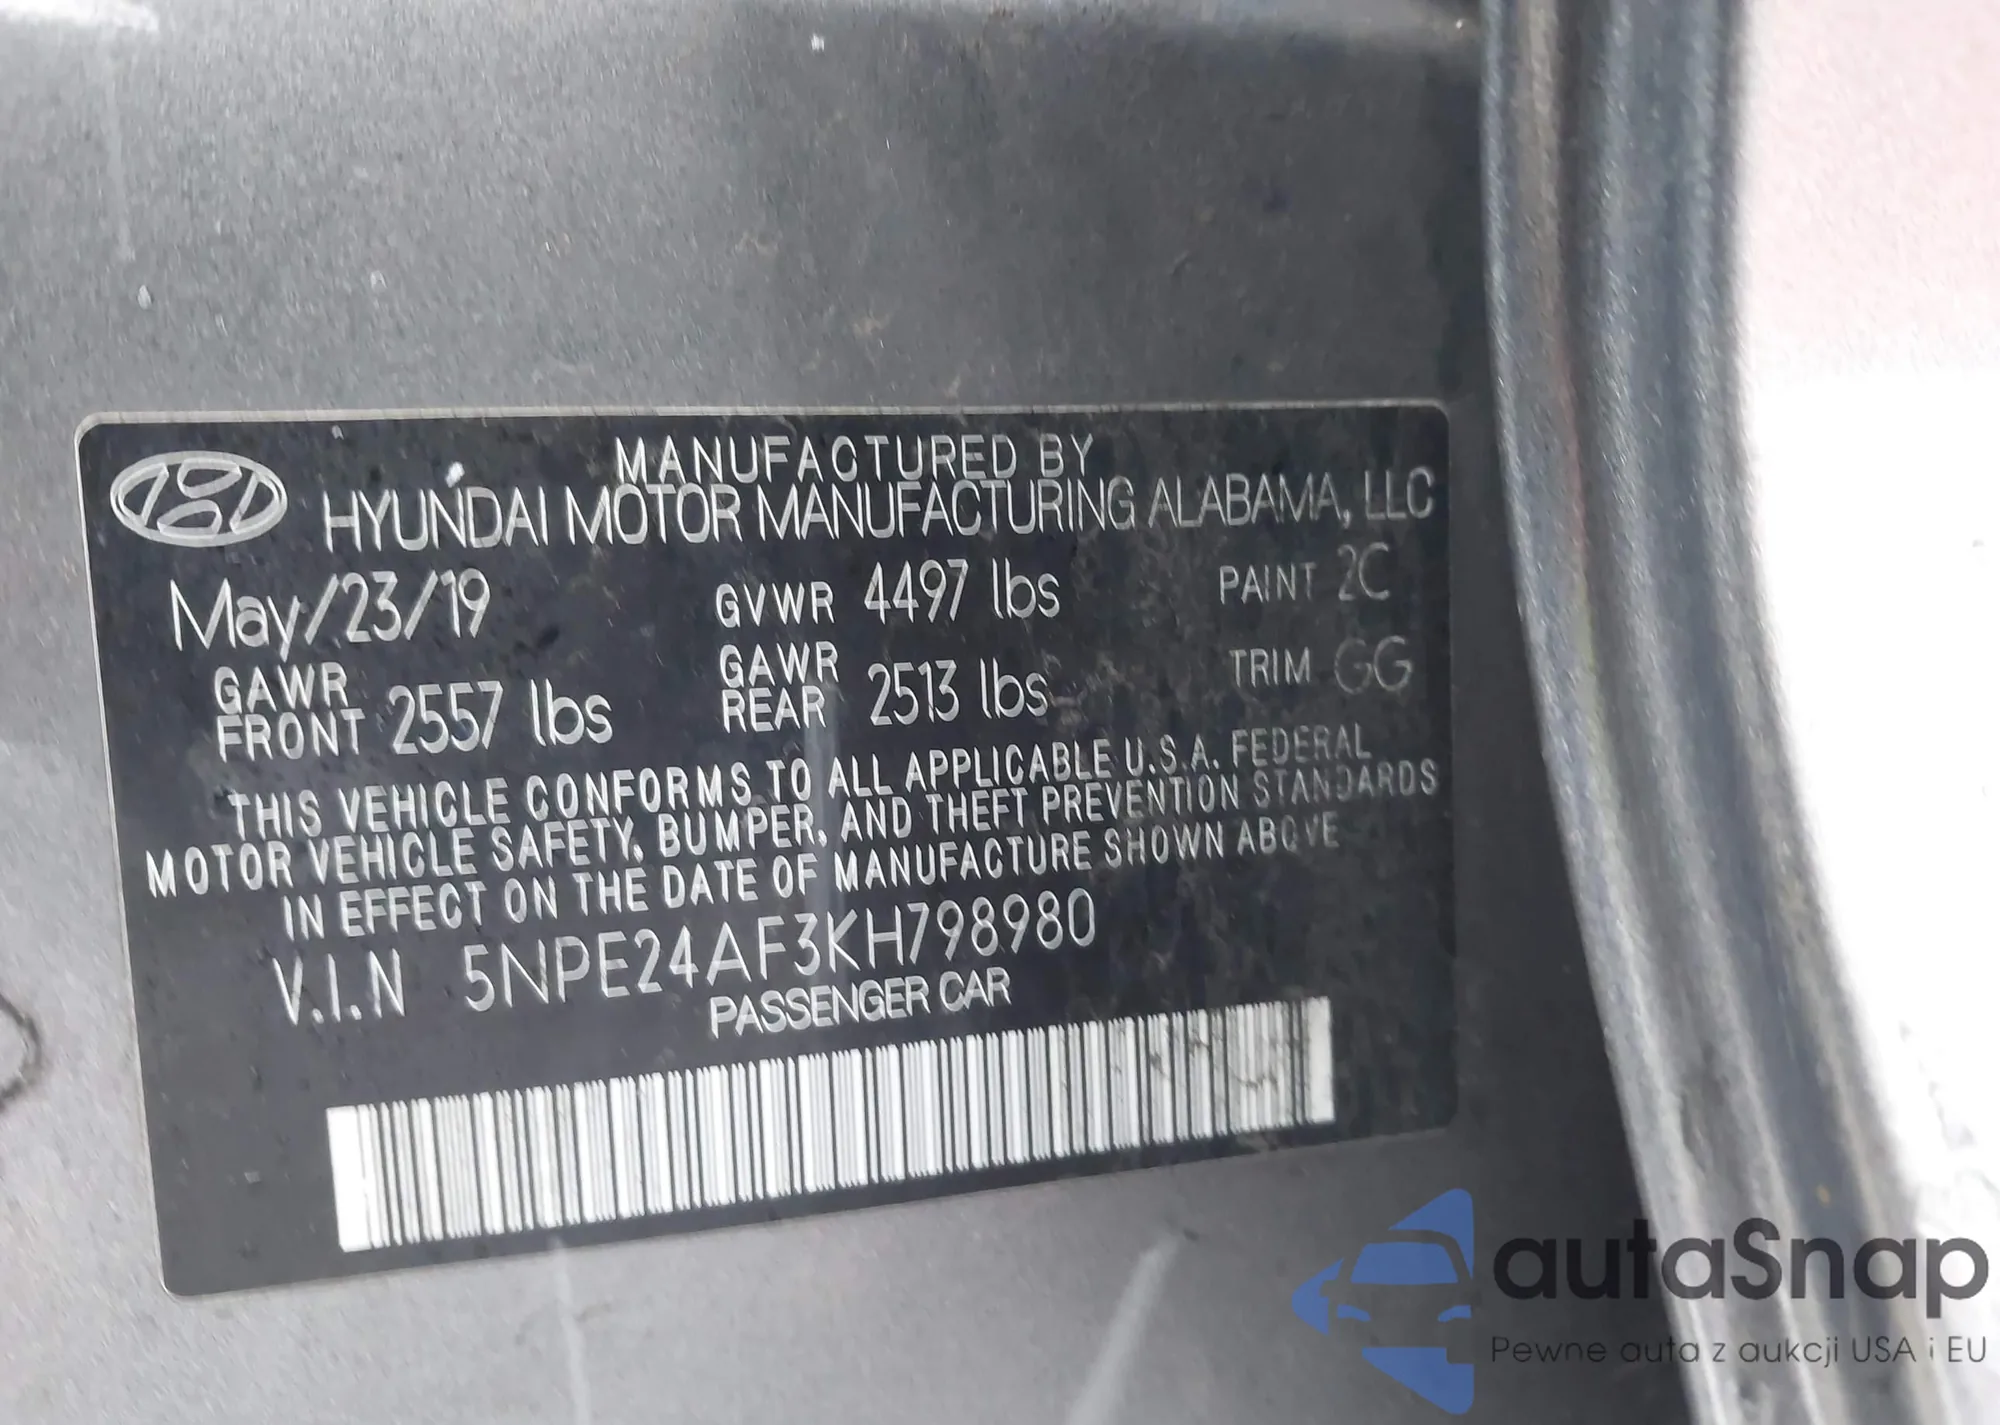 MANUFACTURED BY
HYUNDAI MOTOR MANUFACTURING ALABAMA, LLC
May/23/19 GVWR 4497 lbs PAINT 2C
GAWR FRONT 2557 lbs GAWR REAR 2513 lbs TRIM GG
THIS VEHICLE CONFORMS TO ALL APPLICABLE U.S.A. FEDERAL
MOTOR VEHICLE SAFETY, BUMPER, AND THEFT PREVENTION STANDARDS
IN EFFECT ON THE DATE OF MANUFACTURE SHOWN ABOVE
V.I.N 5NPE24AF3KH798980
PASSENGER CAR
autaSnap
Pewne auta z aukcji USA i EU